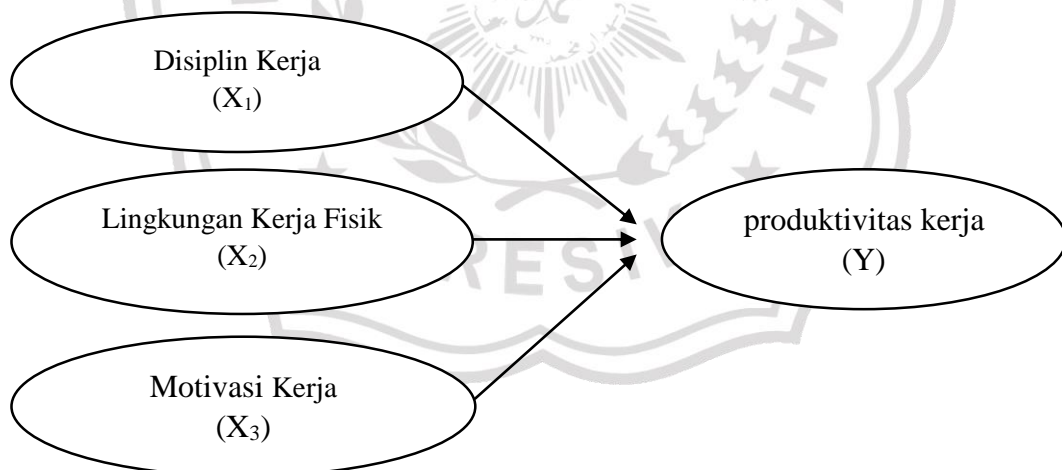 Disiplin Kerja
(X₁)
Lingkungan Kerja Fisik
(X₂)
produktivitas kerja
(Y)
Motivasi Kerja
(X₃)